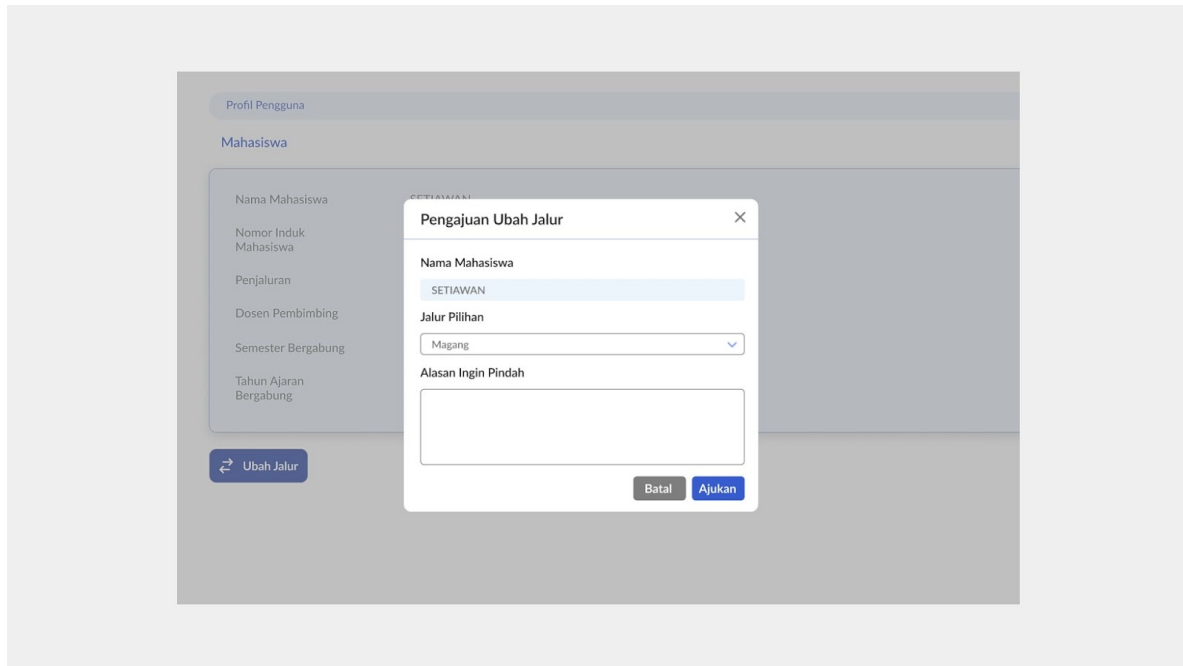 Profil Pengguna
Mahasiswa
Nama Mahasiswa
SETIAWAN
Nomor Induk
Mahasiswa
Penjaluran
Dosen Pembimbing
Semester Bergabung
Tahun Ajaran
Bergabung
Ubah Jalur
Pengajuan Ubah Jalur
Nama Mahasiswa
SETIAWAN
Jalur Pilihan
Magang
Alasan Ingin Pindah
Batal
Ajukan